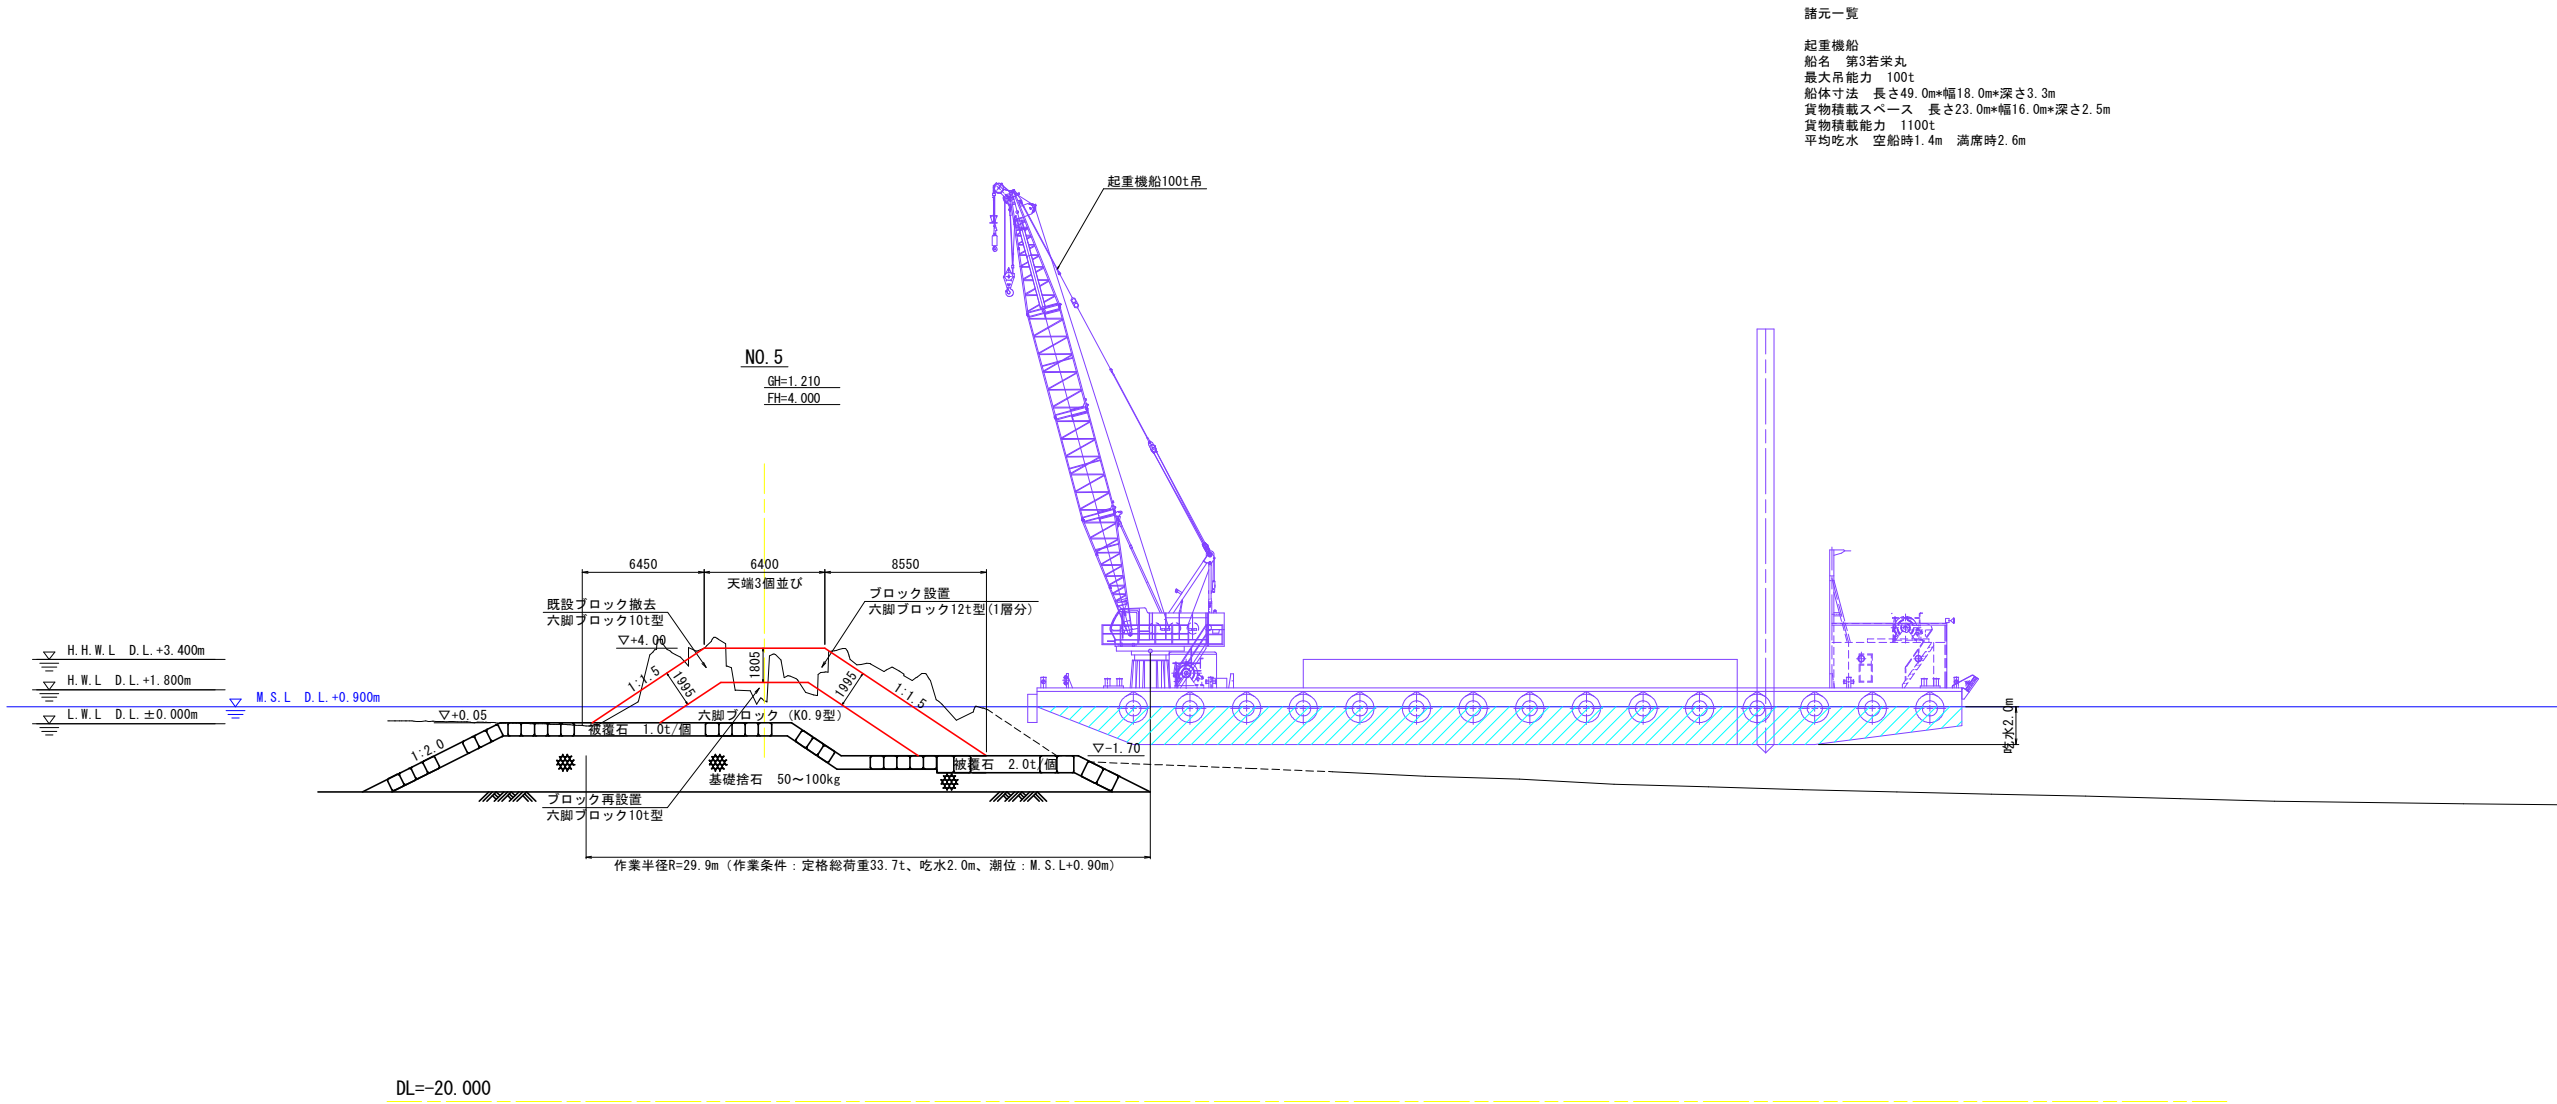 諸元一覧
起重機船
船名　第3若栄丸
最大吊能力　100t
船体寸法　長さ49.0m*幅18.0m*深さ3.3m
貨物積載スペース　長さ23.0m*幅16.0m*深さ2.5m
貨物積載能力　1100t
平均吃水　空船時1.4m　満席時2.6m
起重機船100t吊
NO.5
GH=1.210
FH=4.000
6450
6400
8550
天端3個並び
既設ブロック撤去
六脚ブロック10t型
ブロック設置
六脚ブロック12t型(1層分)
▽+4.00
H.H.W.L　D.L.+3.400m
H.W.L　D.L.+1.800m
M.S.L　D.L.+0.900m
L.W.L　D.L.±0.000m
1:1.5
1995
1805
1995
1:1.5
▽+0.05
六脚ブロック（K0.9型）
被覆石　1.0t/個
1:2.0
▽-1.70
被覆石　2.0t/個
基礎捨石　50～100kg
吃水2.0m
ブロック再設置
六脚ブロック10t型
作業半径R=29.9m（作業条件：定格総荷重33.7t、吃水2.0m、潮位：M.S.L+0.90m）
DL=-20.000